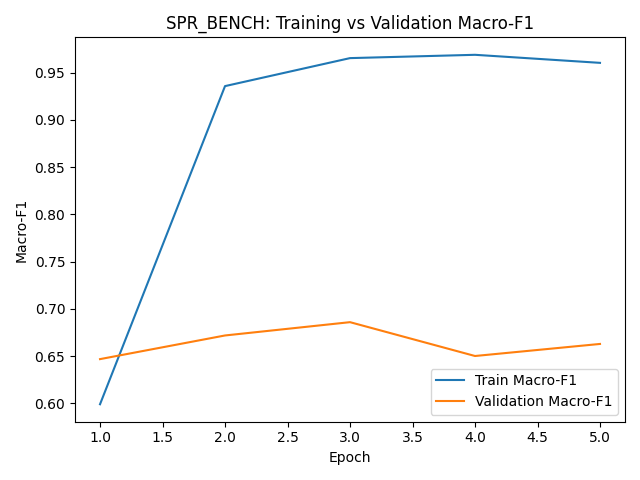 SPR_BENCH: Training vs Validation Macro-F1
Macro-F1
0.95
0.90
0.85
0.80
0.75
0.70
0.65
0.60
1.0 1.5 2.0 2.5 3.0 3.5 4.0 4.5 5.0
Epoch
Train Macro-F1
Validation Macro-F1